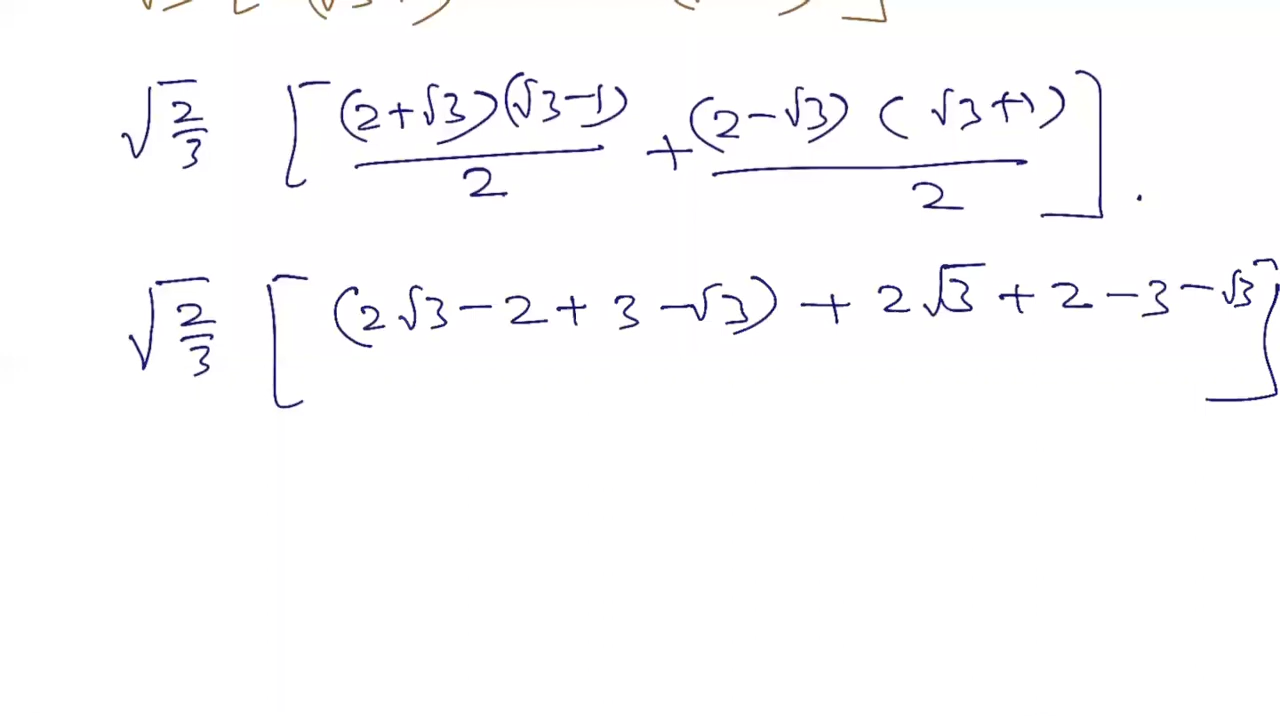 √2/3 [(2+√3)(√3-1)/2 + (2-√3)(√3+1)/2].
√2/3 [(2√3-2+3-√3)+2√3+2-3-√3]